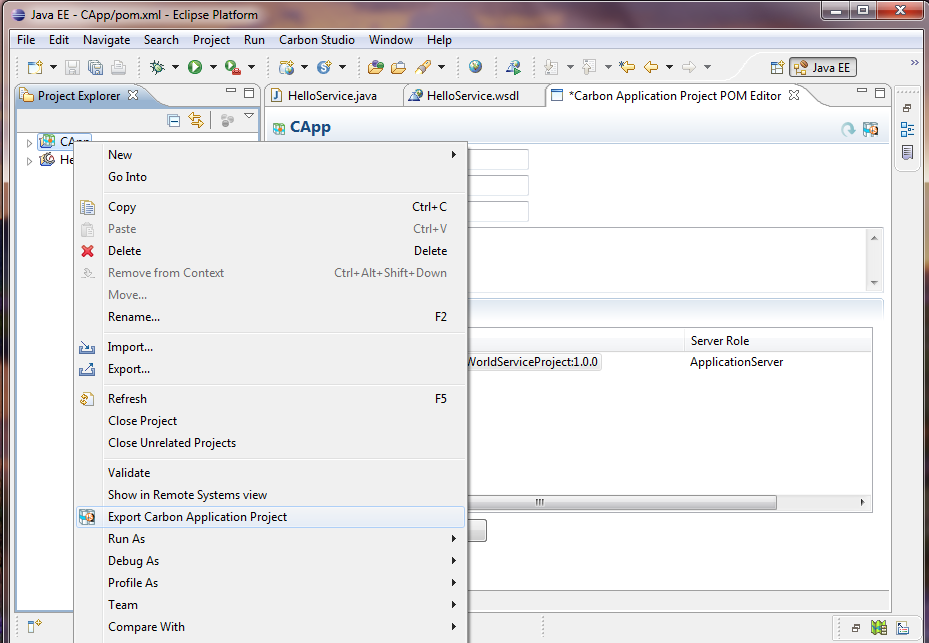 Java EE - CApp/pom.xml - Eclipse Platform
File Edit Navigate Search Project Run Carbon Studio Window Help
Java EE
Project Explorer
HelloService.java HelloService.wsdl *Carbon Application Project POM Editor
CApp
CApp
He
New
Go Into
Copy Ctrl+C
Paste Ctrl+V
Delete Delete
Remove from Context Ctrl+Alt+Shift+Down
Move...
Rename... F2
Import...
Export...
Server Role
WorldServiceProject:1.0.0 ApplicationServer
Refresh F5
Close Project
Close Unrelated Projects
Validate
Show in Remote Systems view
Export Carbon Application Project
Run As
Debug As
Profile As
Team
Compare With